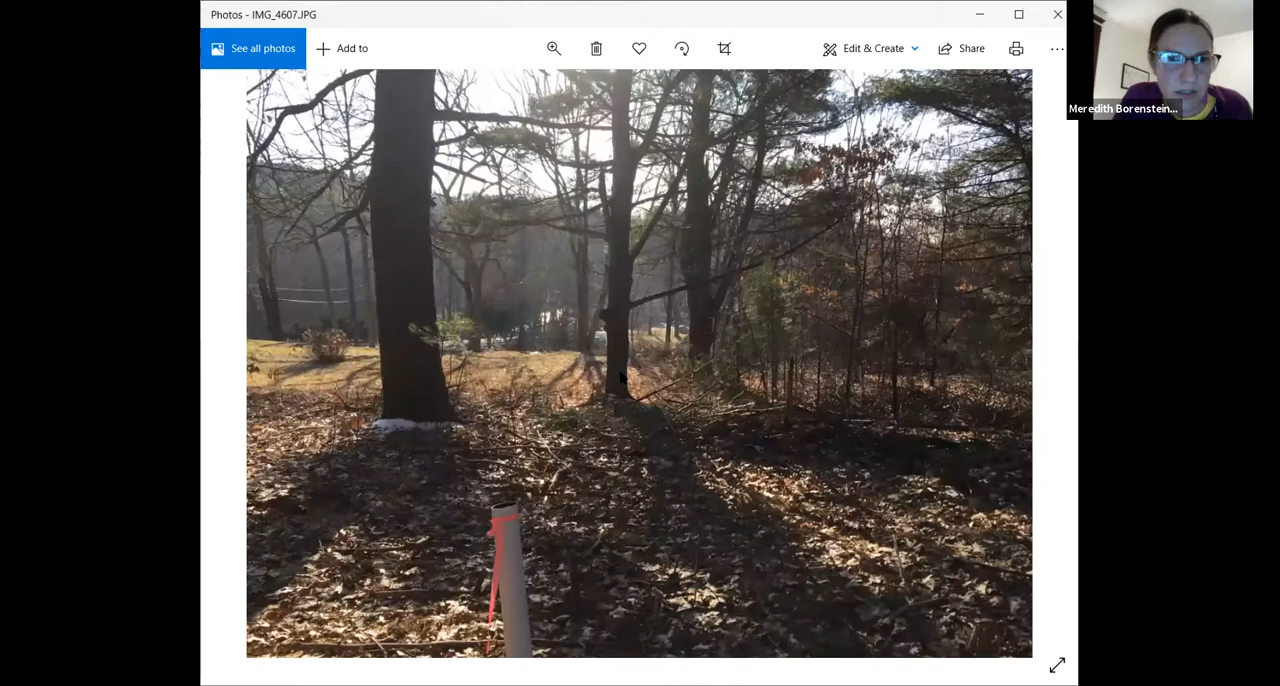 Photos - IMG_4607.JPG
See all photos
Add to
Edit & Create
Share
Meredith Borenstein...